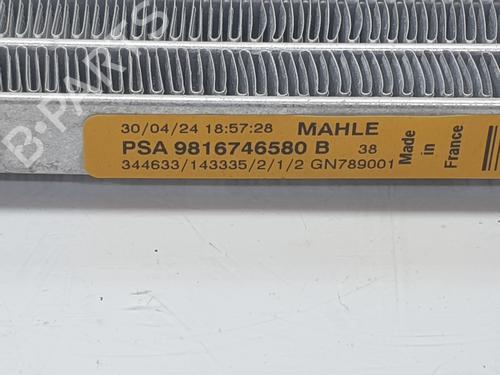 B-PARTS
30/04/24 18:57:28 MAHLE
PSA 9816746580 B 38
344633/143335/2/1/2 GN789001
Made in France